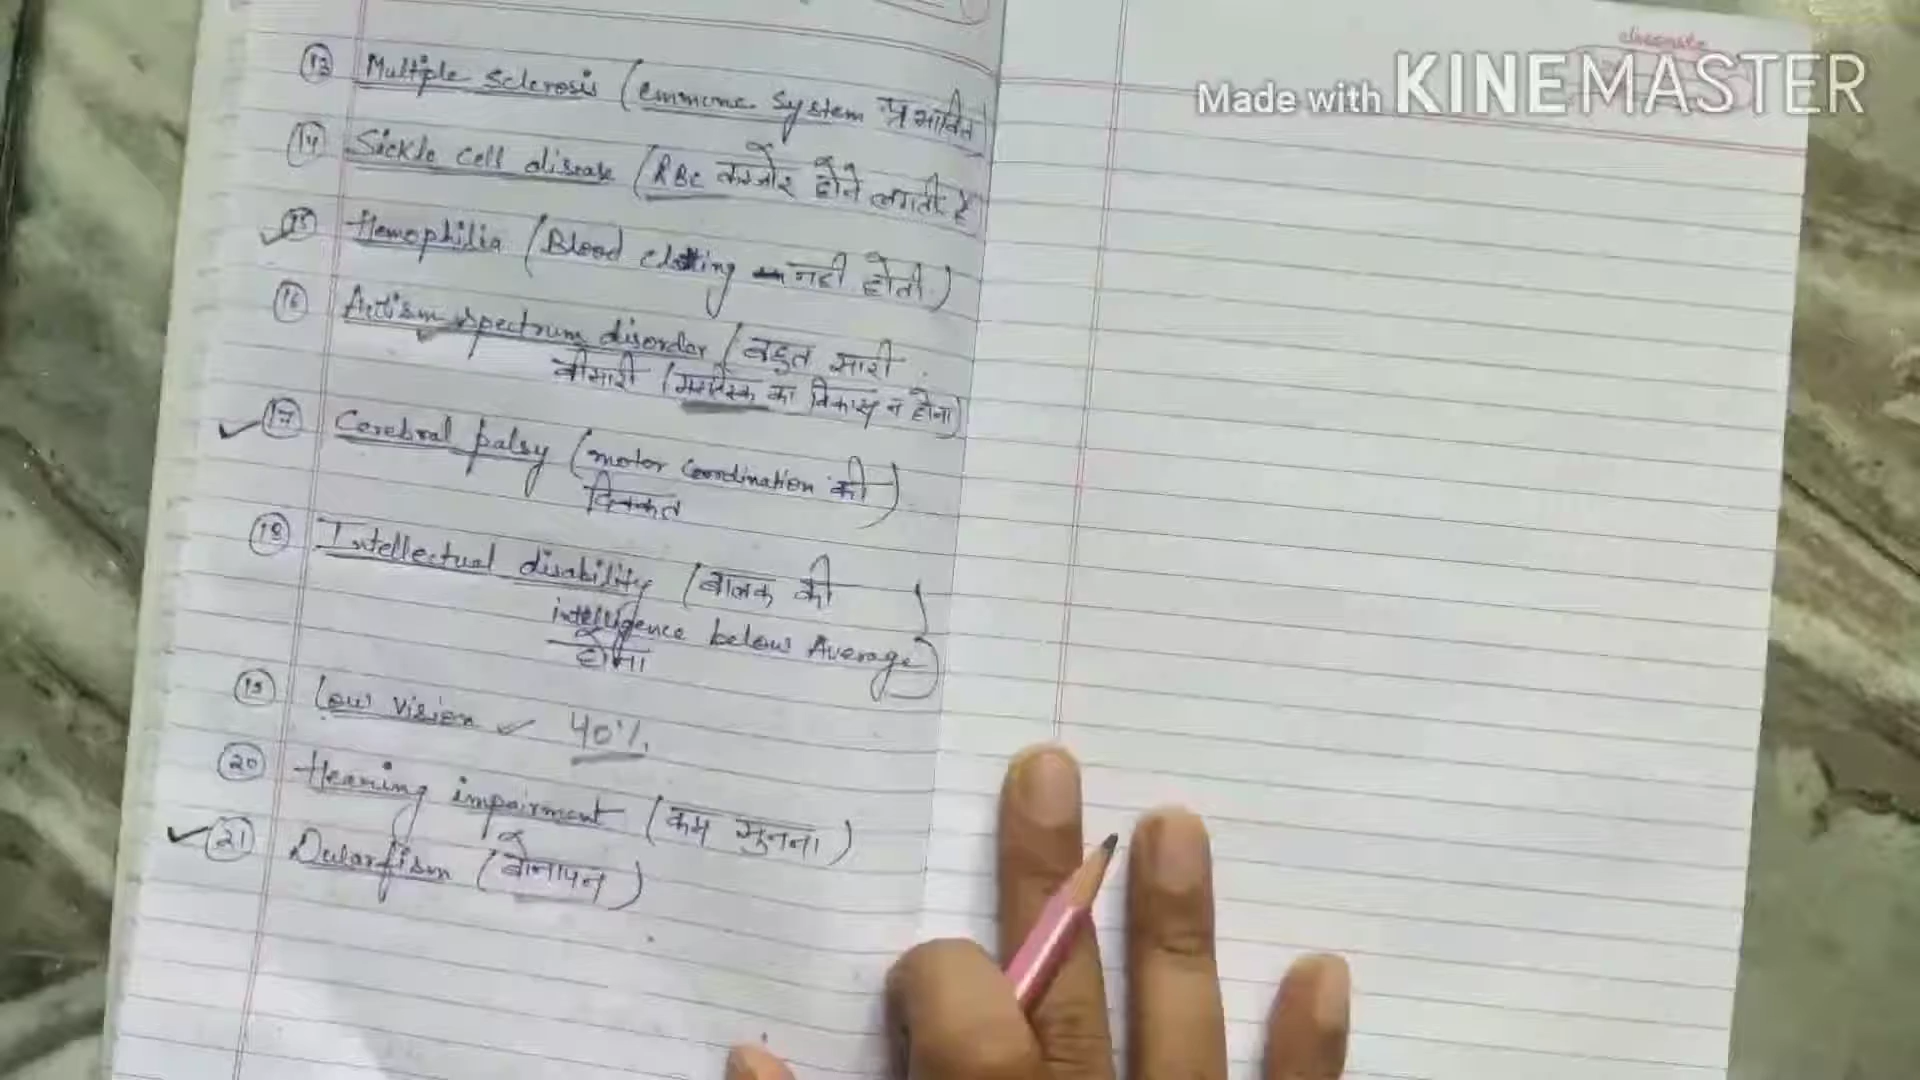 Made with KINEMASTER
13 Multiple Sclerosis (emmune system प्रभावित)
14 Sickle cell disease (RBC कमजोर होने लगती है
15 Hemophilia (Blood clotting नही होती)
16 Autism spectrum disorder (बहुत सारी
बीमारी (मस्तिष्क का विकास न होना)
17 Cerebral palsy (motor coordination की)
दिक्कत
18 Intellectual disability (बालक की
intelligence below Average)
होना
19 Low vision ✓ 40%.
20 Hearing impairment (कम सुनना)
21 Dwarfism (बौनापन)